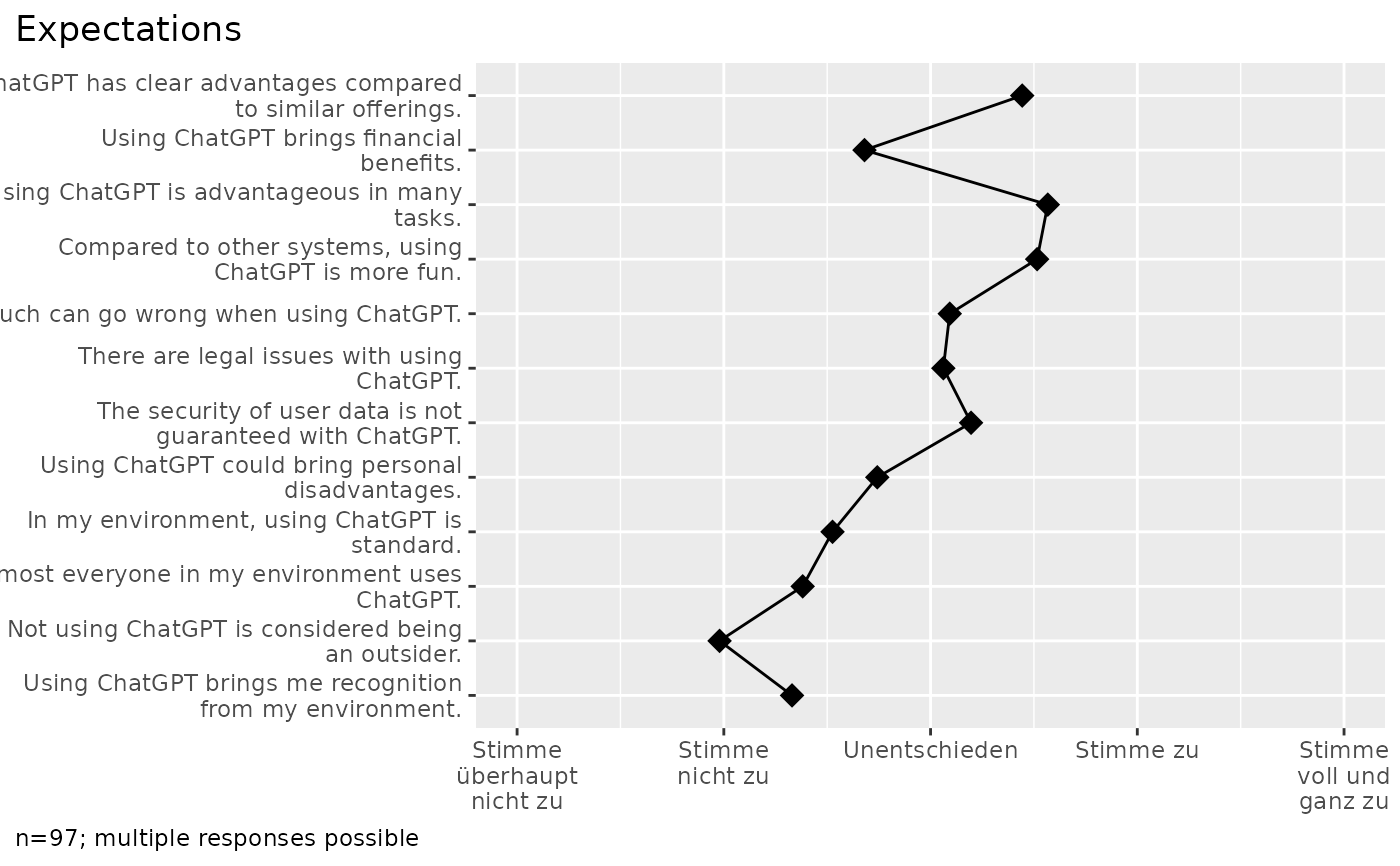 Expectations
hatGPT has clear advantages compared
to similar offerings.
Using ChatGPT brings financial
benefits.
sing ChatGPT is advantageous in many
tasks.
Compared to other systems, using
ChatGPT is more fun.
uch can go wrong when using ChatGPT.
There are legal issues with using
ChatGPT.
The security of user data is not
guaranteed with ChatGPT.
Using ChatGPT could bring personal
disadvantages.
In my environment, using ChatGPT is
standard.
most everyone in my environment uses
ChatGPT.
Not using ChatGPT is considered being
an outsider.
Using ChatGPT brings me recognition
from my environment.
Stimme
überhaupt
nicht zu
Stimme
nicht zu
Unentschieden
Stimme zu
Stimme
voll und
ganz zu
n=97; multiple responses possible